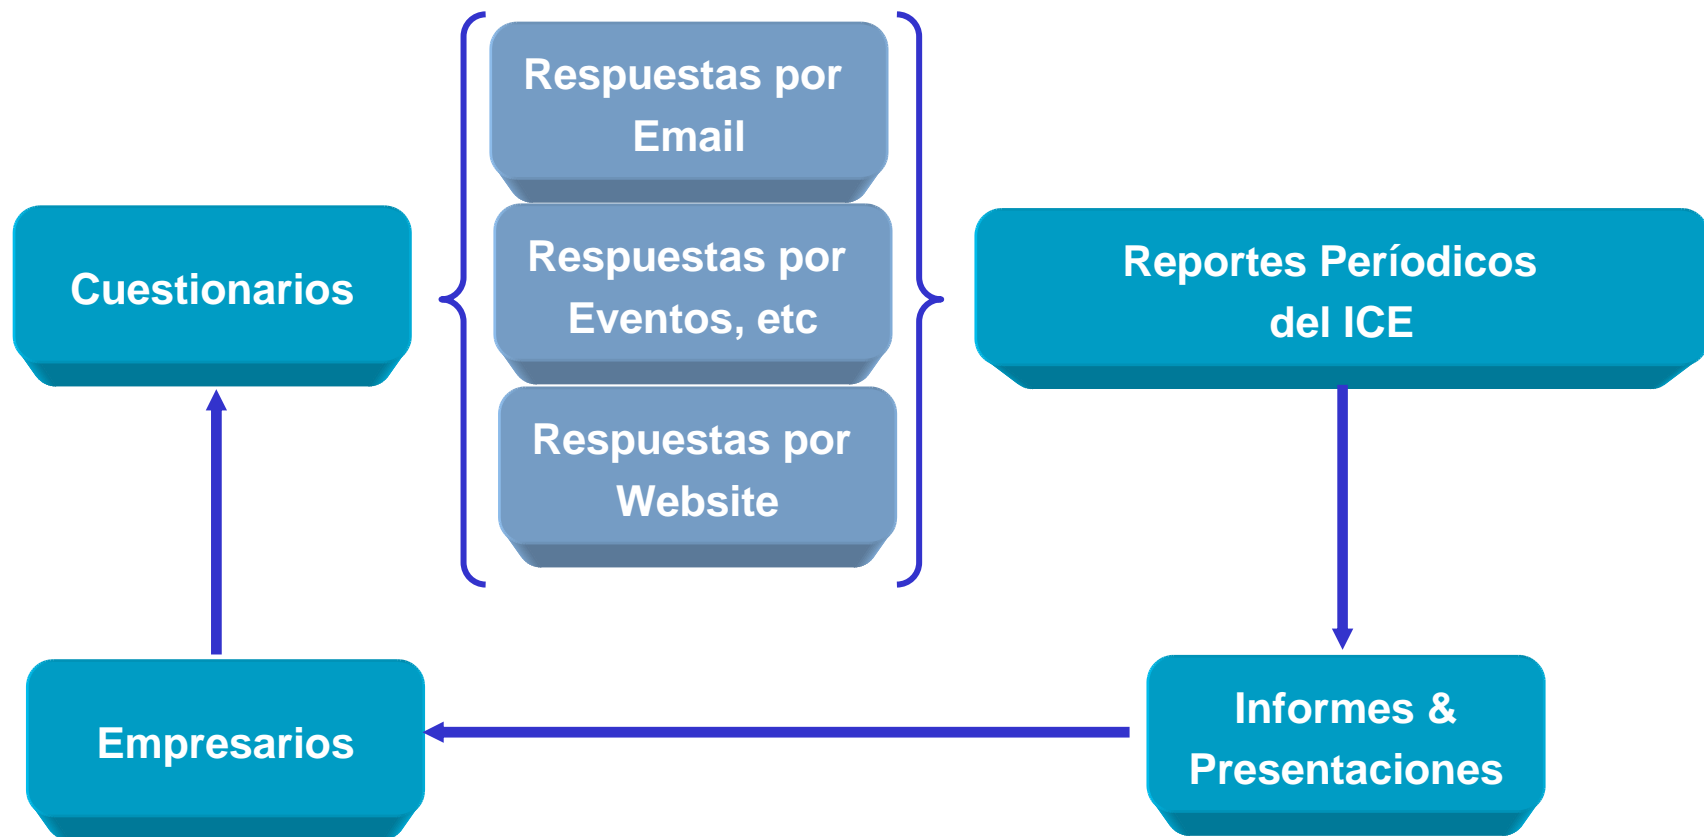 Respuestas por
Email
Cuestionarios
Respuestas por
Eventos, etc
Reportes Períodicos
del ICE
Respuestas por
Website
Empresarios
Informes &
Presentaciones